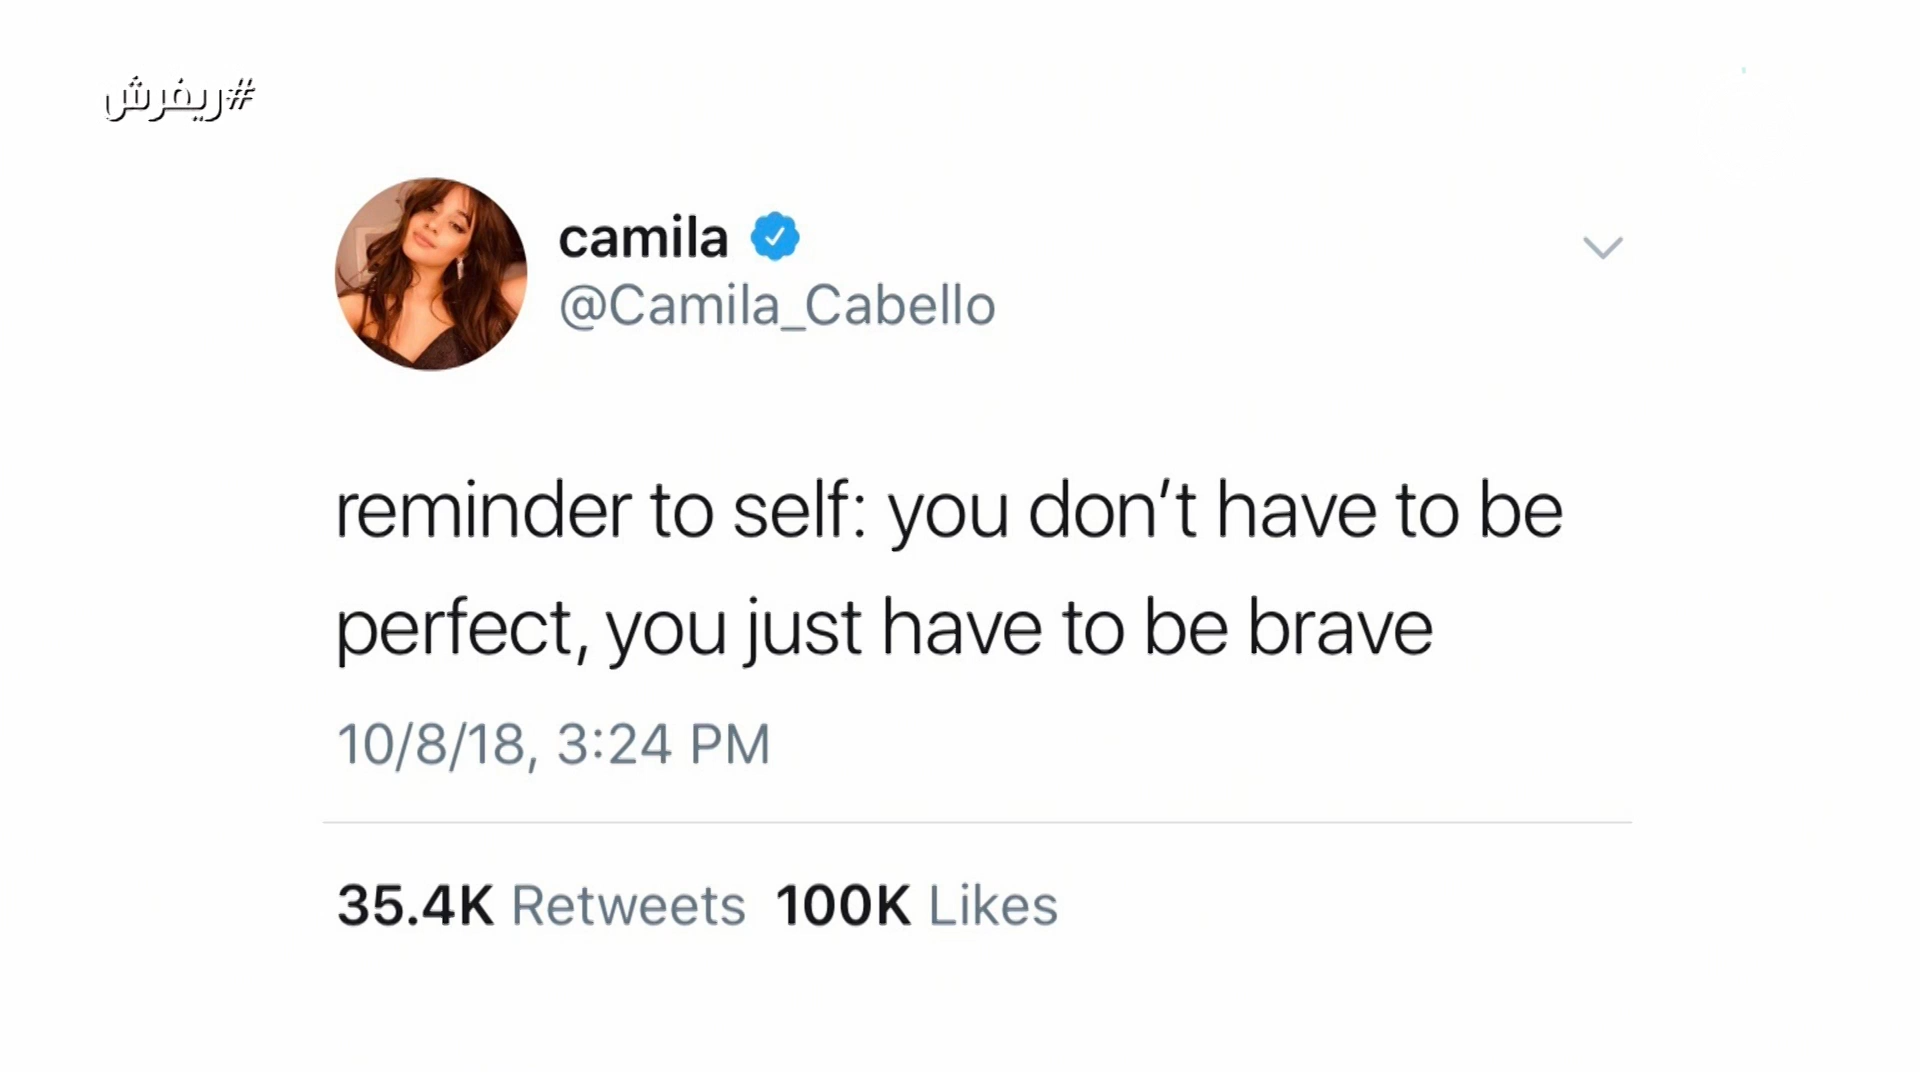 #ريفرش
camila
@Camila_Cabello
reminder to self: you don’t have to be
perfect, you just have to be brave
10/8/18, 3:24 PM
35.4K Retweets 100K Likes